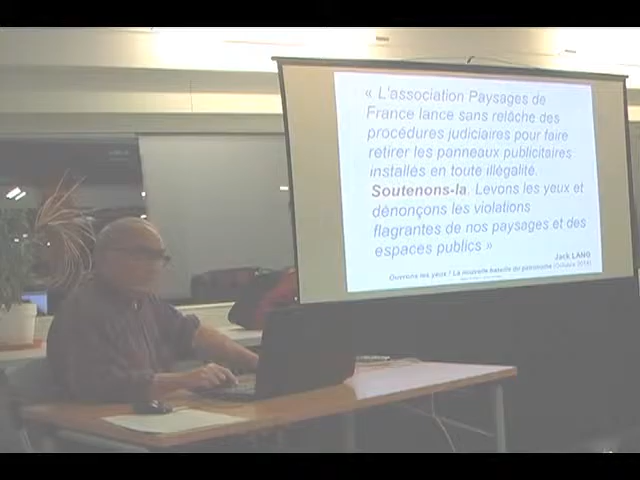 « L'association Paysages de
France lance sans relâche des
procédures judiciaires pour faire
retirer les panneaux publicitaires
installés en toute illégalité.
Soutenons-la. Levons les yeux et
dénonçons les violations
flagrantes de nos paysages et des
espaces publics »
Jack LANG
Ouvrons les yeux ! La nouvelle bataille du patrimoine (Octobre 2014)